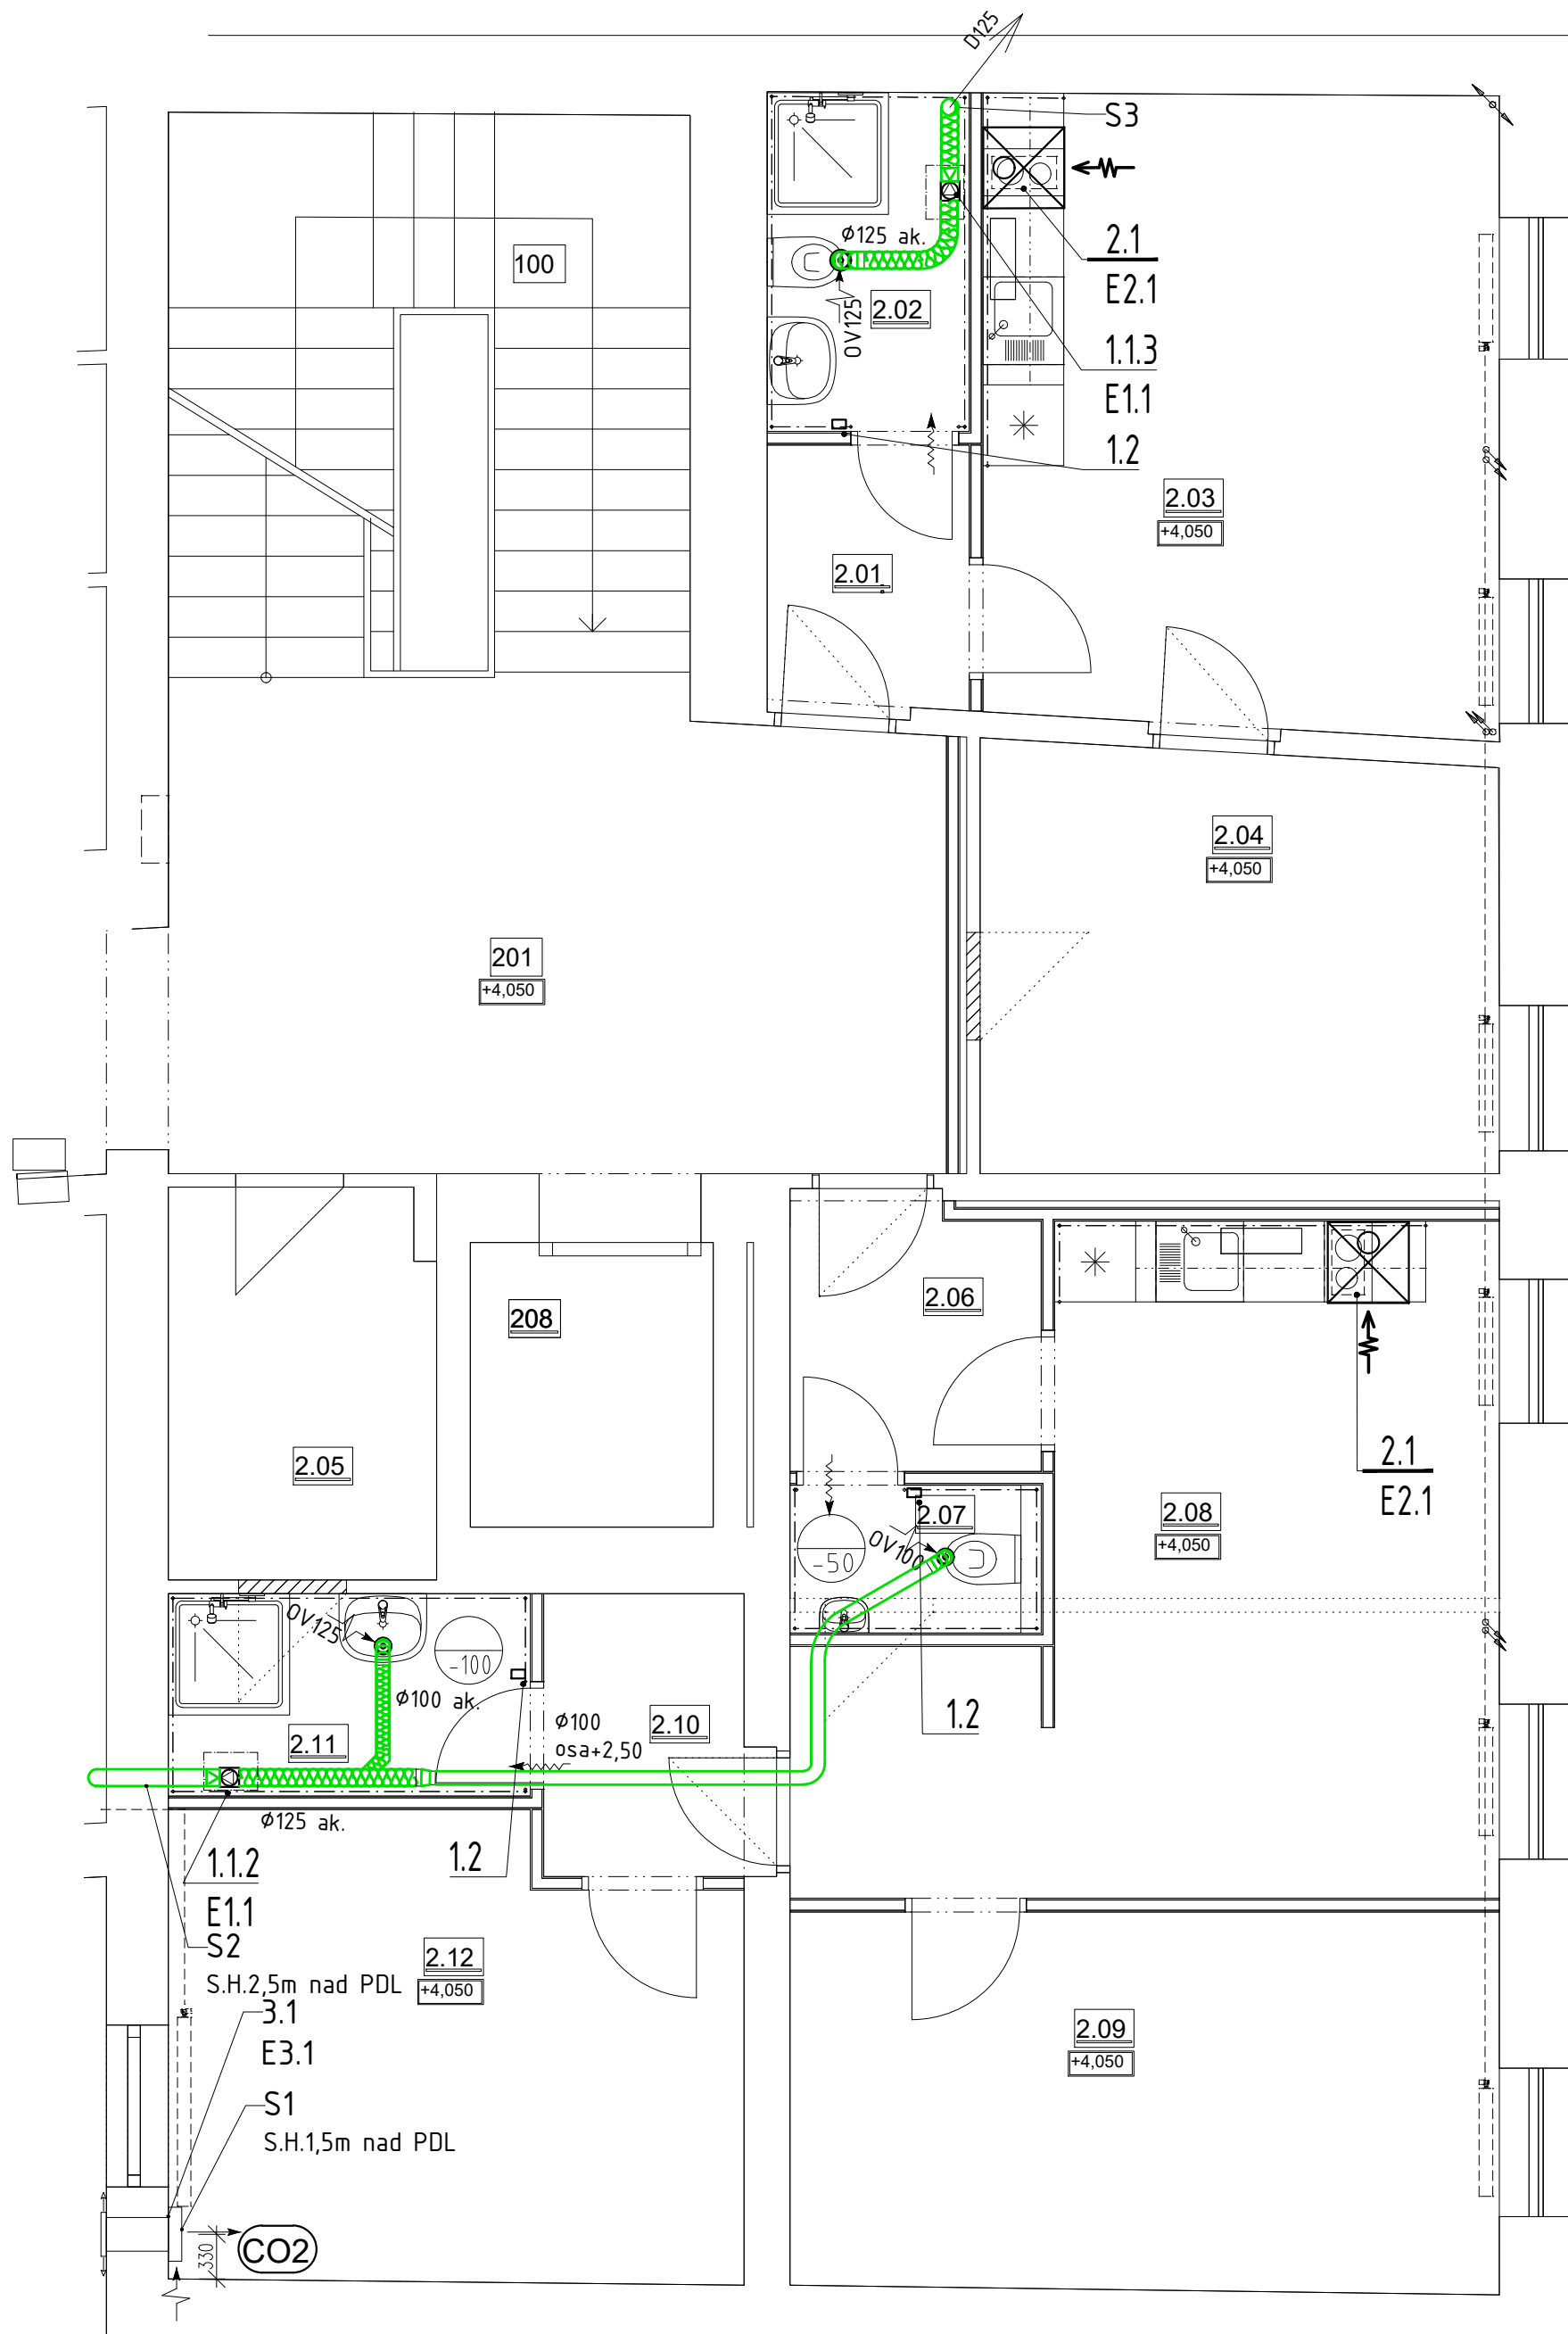 D125
S3
100
Ø125 ak.
2.1
E2.1
2.02
OV125
1.1.3
E1.1
1.2
2.03
+4,050
2.01
2.04
+4,050
201
+4,050
2.06
208
2.05
2.1
E2.1
2.07
2.08
+4,050
OV100
-50
OV125
-100
Ø100 ak.
Ø100
osa+2,50
2.10
1.2
2.11
Ø125 ak.
1.1.2
1.2
E1.1
S2
2.12
+4,050
S.H.2,5m nad PDL
3.1
E3.1
2.09
+4,050
S1
S.H.1,5m nad PDL
330
CO2